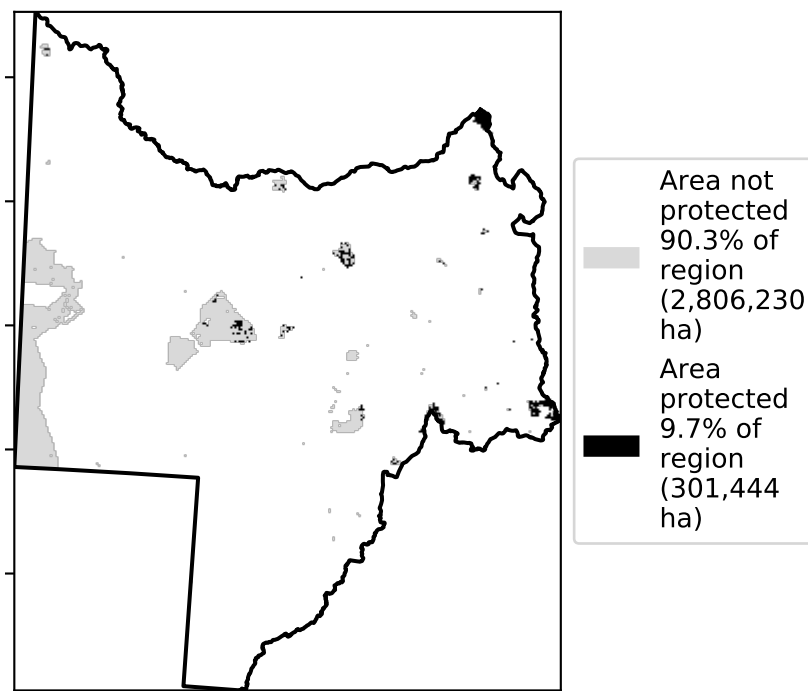 Area not
protected
90.3% of
region
(2,806,230
ha)
Area
protected
9.7% of
region
(301,444
ha)